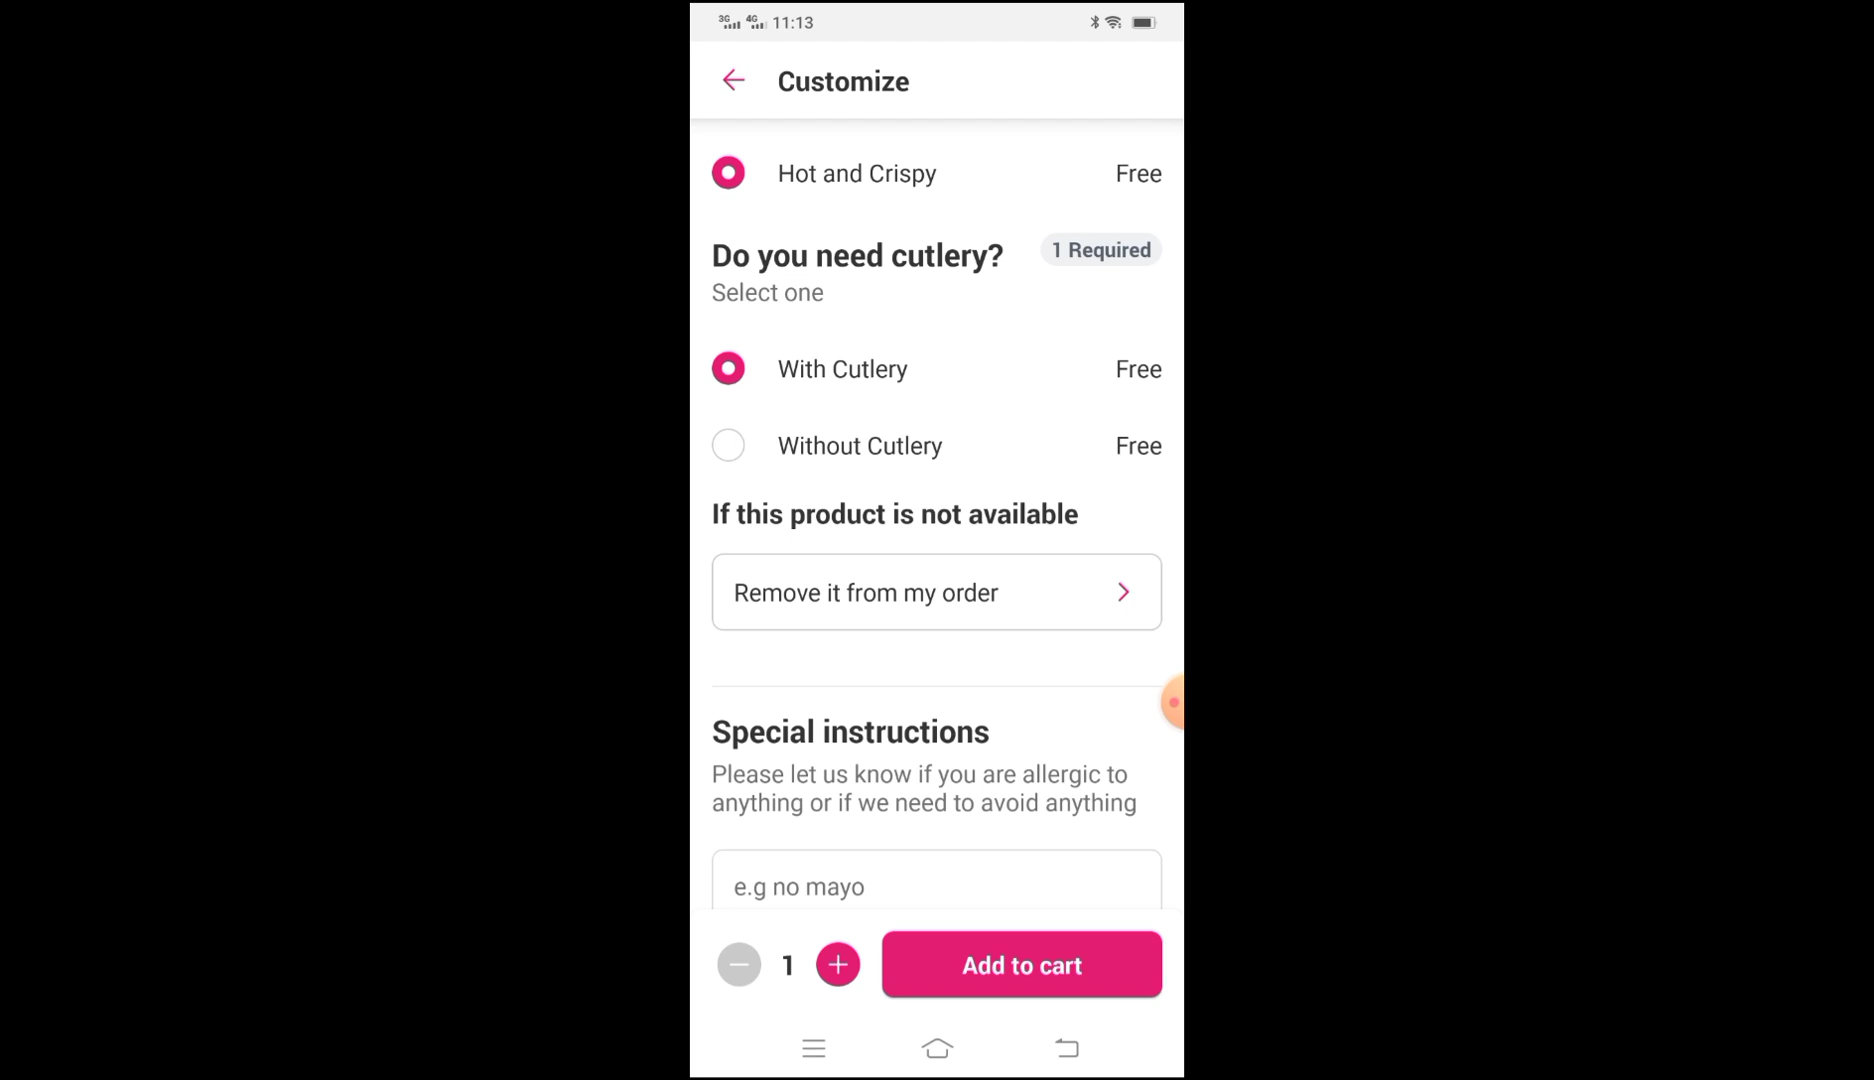 3G 4G 11:13
Customize
Hot and Crispy Free
Do you need cutlery? 1 Required
Select one
With Cutlery Free
Without Cutlery Free
If this product is not available
Remove it from my order
Special instructions
Please let us know if you are allergic to
anything or if we need to avoid anything
e.g no mayo
1 Add to cart